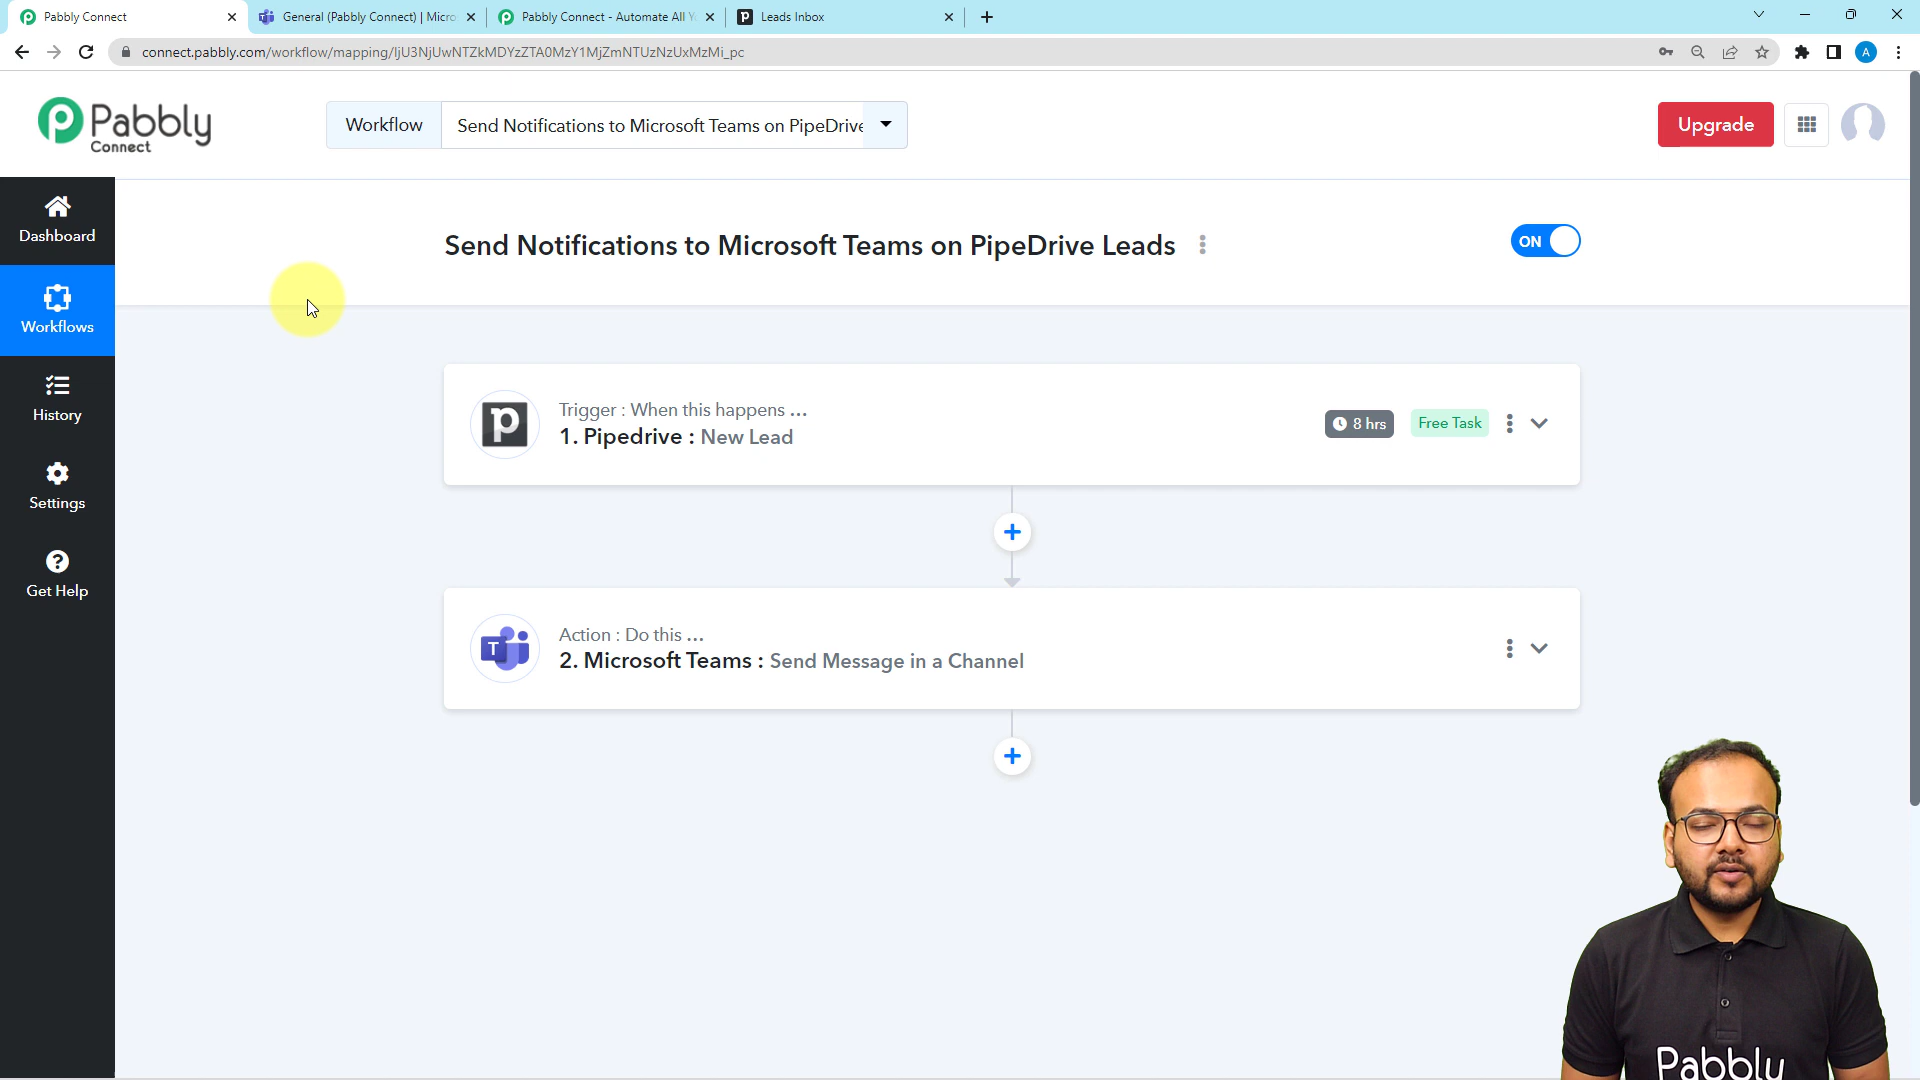 Pabbly Connect
General (Pabbly Connect) | Micro
Pabbly Connect - Automate All Y
Leads Inbox
connect.pabbly.com/workflow/mapping/IjU3NjUwNTZkMDYzZTA0MzY1MjZmNTUzNzUxMzMi_pc
A
Pabbly
Connect
Workflow
Send Notifications to Microsoft Teams on PipeDrive
Upgrade
Dashboard
Workflows
History
Settings
Get Help
Send Notifications to Microsoft Teams on PipeDrive Leads
ON
Trigger : When this happens ...
1. Pipedrive : New Lead
8 hrs
Free Task
Action : Do this ...
2. Microsoft Teams : Send Message in a Channel
Pabbly